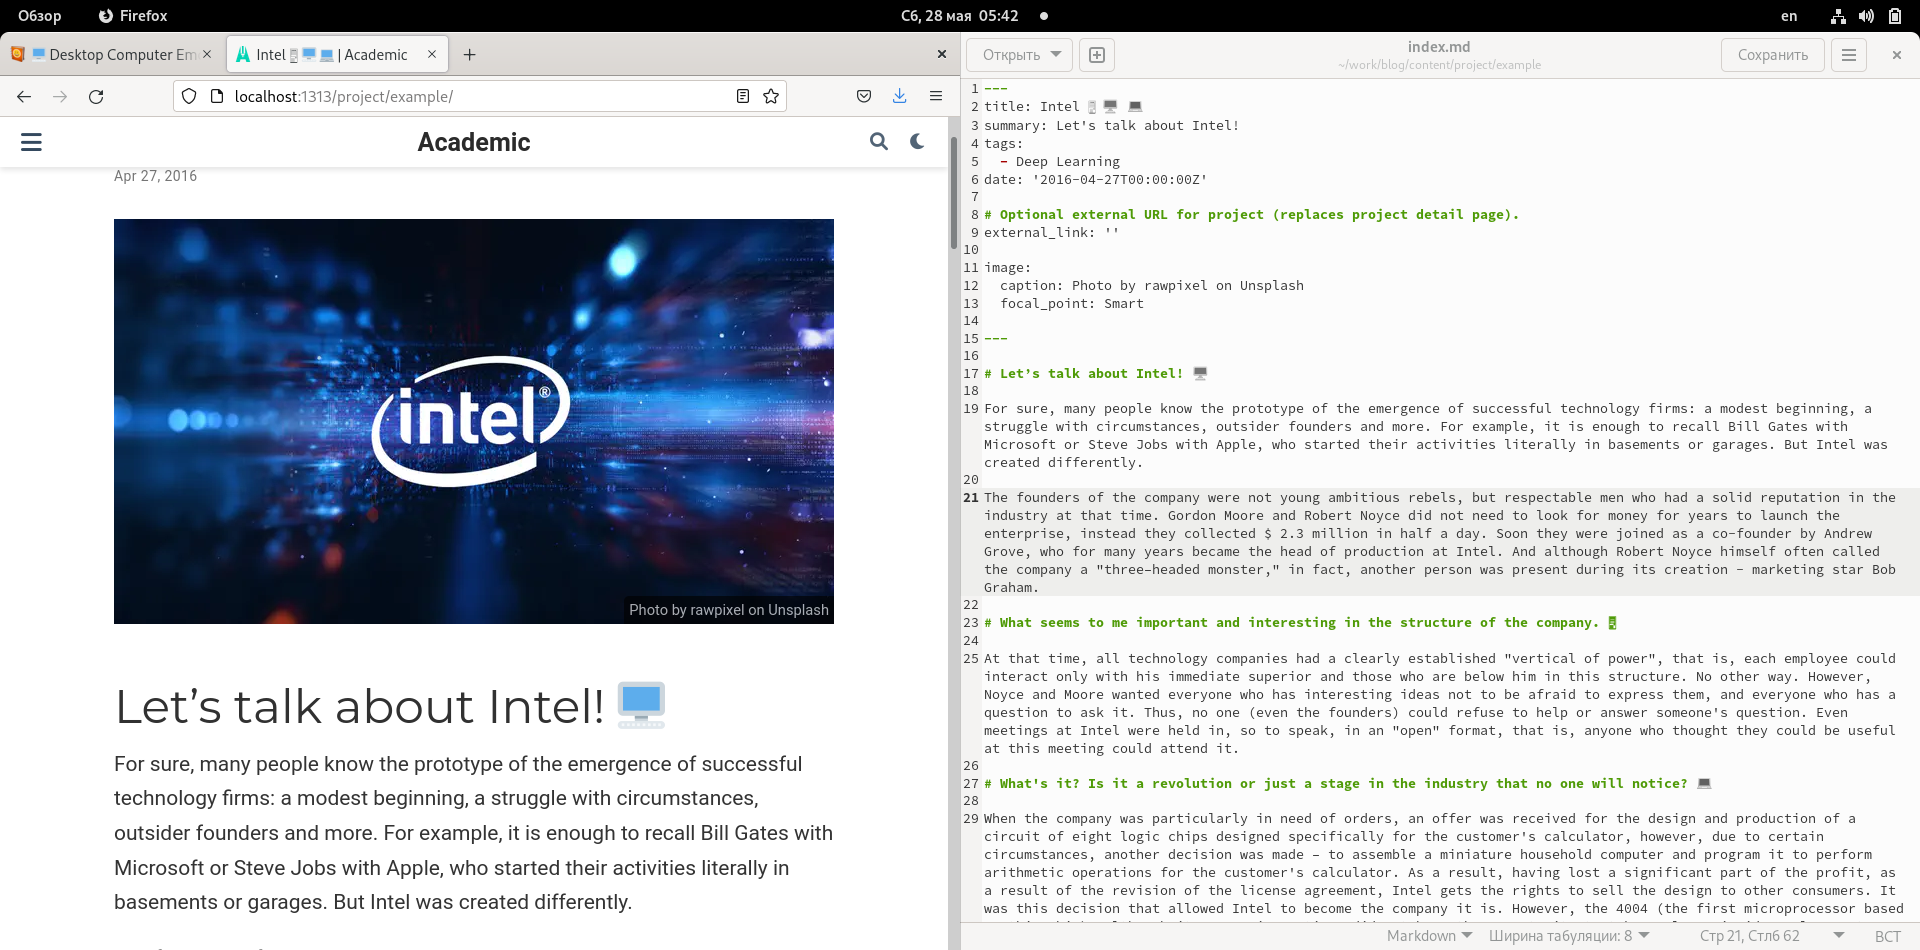 Обзор
Firefox
Сб, 28 мая 05:42
en
Desktop Computer Em
Intel | Academic
localhost:1313/project/example/
Academic
Apr 27, 2016
intel®
Photo by rawpixel on Unsplash
Let’s talk about Intel!
For sure, many people know the prototype of the emergence of successful
technology firms: a modest beginning, a struggle with circumstances,
outsider founders and more. For example, it is enough to recall Bill Gates with
Microsoft or Steve Jobs with Apple, who started their activities literally in
basements or garages. But Intel was created differently.
Открыть
index.md
~/work/blog/content/project/example
Сохранить
1 ---
2 title: Intel
3 summary: Let's talk about Intel!
4 tags:
5 - Deep Learning
6 date: '2016-04-27T00:00:00Z'
7
8 # Optional external URL for project (replaces project detail page).
9 external_link: ''
10
11 image:
12 caption: Photo by rawpixel on Unsplash
13 focal_point: Smart
14
15 ---
16
17 # Let’s talk about Intel!
18
19 For sure, many people know the prototype of the emergence of successful technology firms: a modest beginning, a
struggle with circumstances, outsider founders and more. For example, it is enough to recall Bill Gates with
Microsoft or Steve Jobs with Apple, who started their activities literally in basements or garages. But Intel was
created differently.
20
21 The founders of the company were not young ambitious rebels, but respectable men who had a solid reputation in the
industry at that time. Gordon Moore and Robert Noyce did not need to look for money for years to launch the
enterprise, instead they collected $ 2.3 million in half a day. Soon they were joined as a co-founder by Andrew
Grove, who for many years became the head of production at Intel. And although Robert Noyce himself often called
the company a "three-headed monster," in fact, another person was present during its creation – marketing star Bob
Graham.
22
23 # What seems to me important and interesting in the structure of the company.
24
25 At that time, all technology companies had a clearly established "vertical of power", that is, each employee could
interact only with his immediate superior and those who are below him in this structure. No other way. However,
Noyce and Moore wanted everyone who has interesting ideas not to be afraid to express them, and everyone who has a
question to ask it. Thus, no one (even the founders) could refuse to help or answer someone's question. Even
meetings at Intel were held in, so to speak, in an "open" format, that is, anyone who thought they could be useful
at this meeting could attend it.
26
27 # What's it? Is it a revolution or just a stage in the industry that no one will notice?
28
29 When the company was particularly in need of orders, an offer was received for the design and production of a
circuit of eight logic chips designed specifically for the customer's calculator, however, due to certain
circumstances, another decision was made – to assemble a miniature household computer and program it to perform
arithmetic operations for the customer's calculator. As a result, having lost a significant part of the profit, as
a result of the revision of the license agreement, Intel gets the rights to sell the design to other consumers. It
was this decision that allowed Intel to become the company it is. However, the 4004 (the first microprocessor based
Markdown
Ширина табуляции: 8
Стр 21, Стлб 62
ВСТ